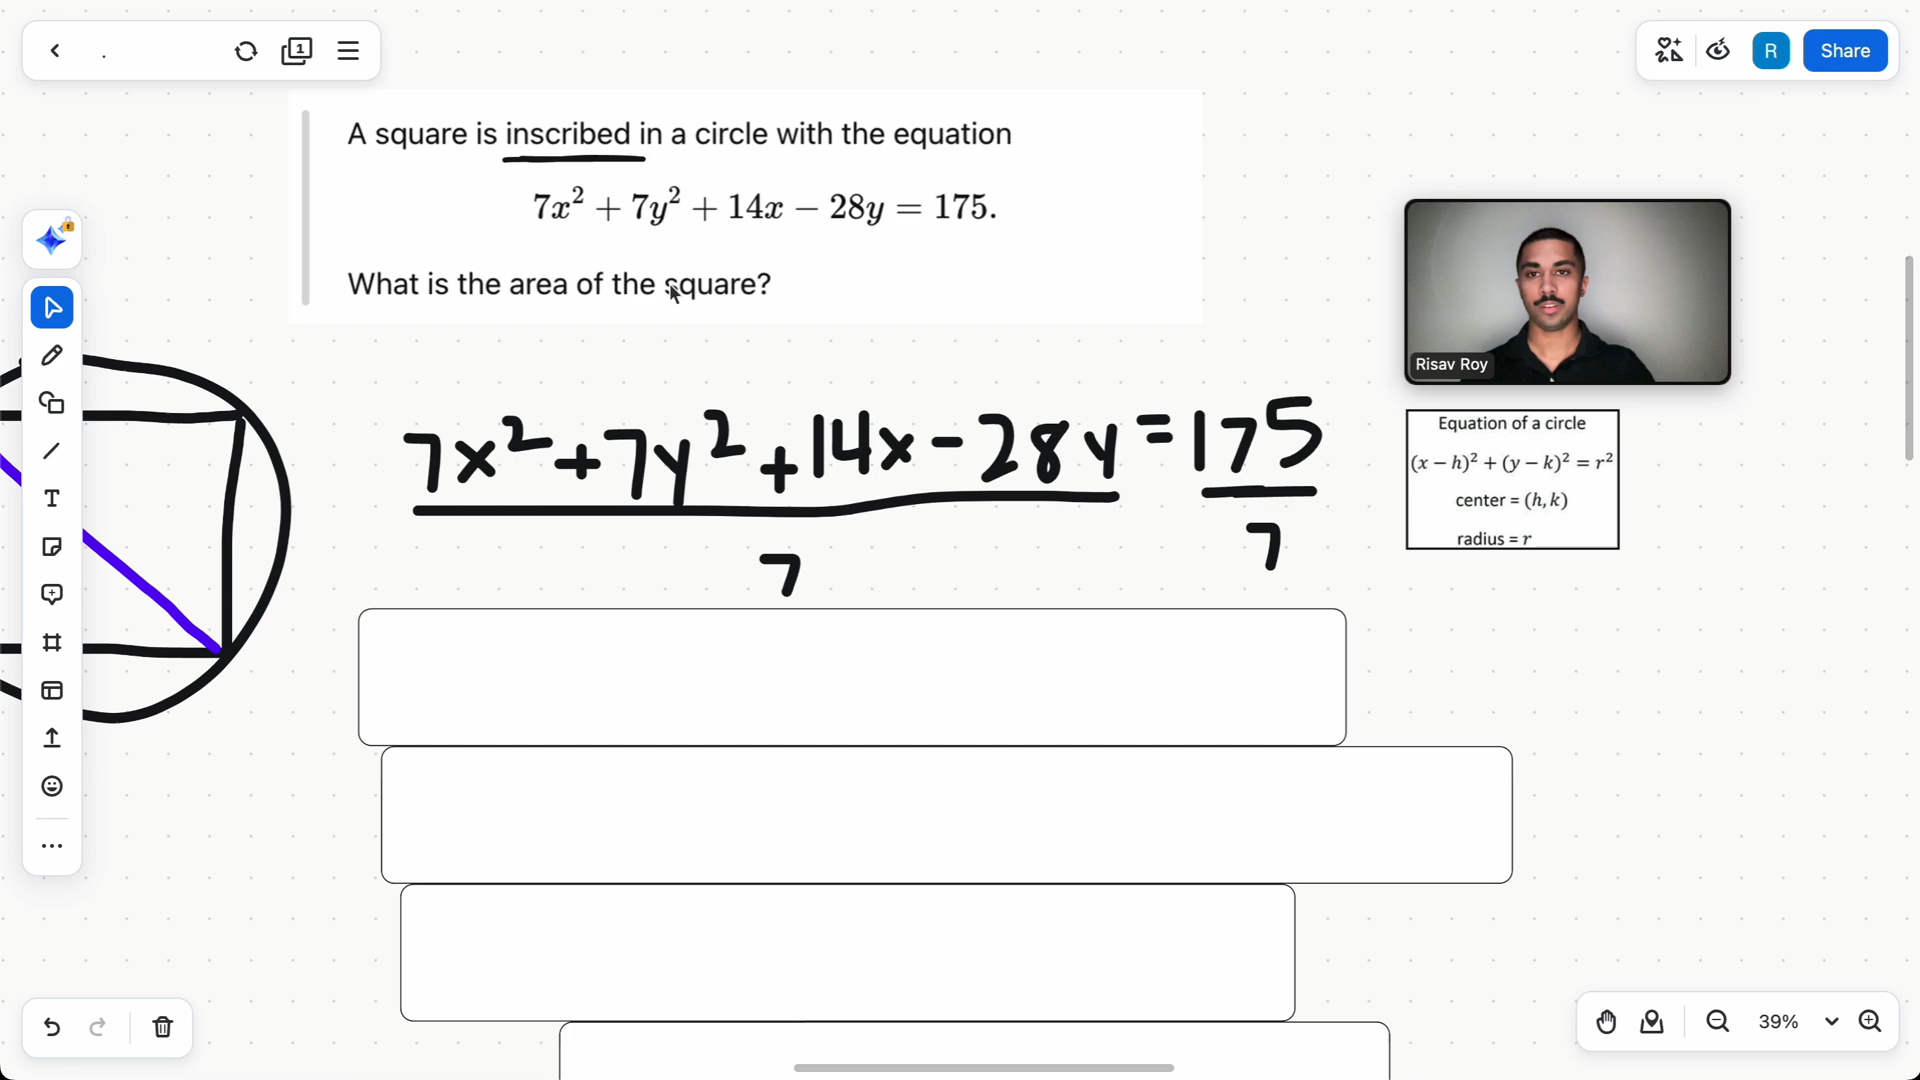 .
1
R
Share
A square is inscribed in a circle with the equation
7x² + 7y² + 14x − 28y = 175.
What is the area of the square?
Risav Roy
7x² + 7y² + 14x − 28y = 175
7 7
Equation of a circle
(x − h)² + (y − k)² = r²
center = (h, k)
radius = r
T
39%